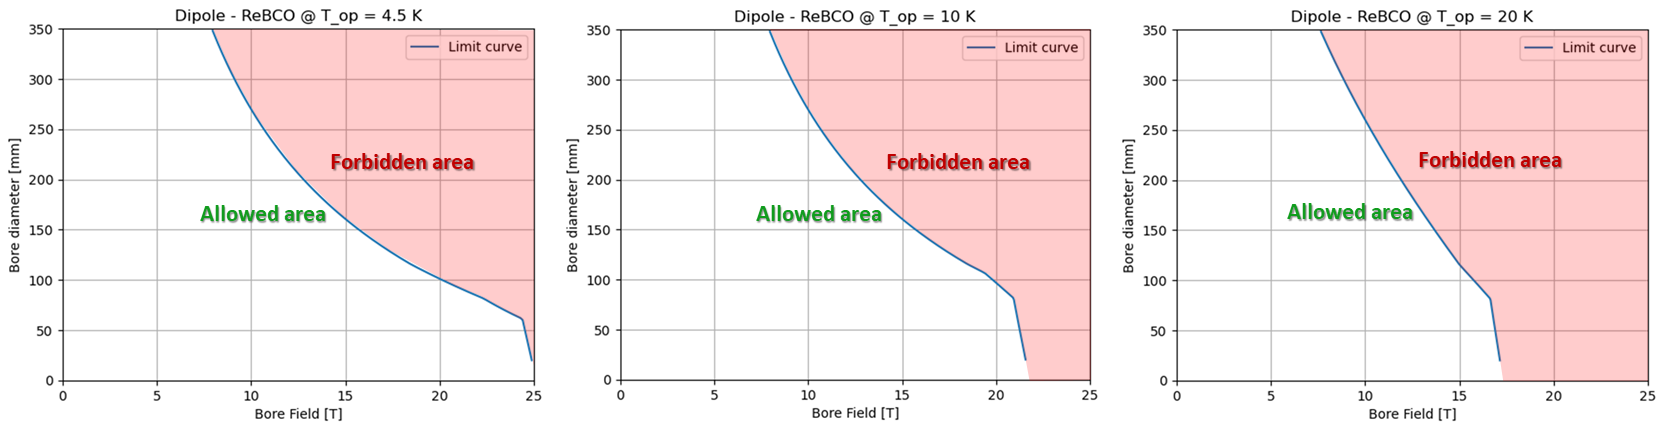 Dipole - ReBCO @ T_op = 4.5 K
350
300
250
200
150
100
50
0
Bore diameter [mm]
Limit curve
Forbidden area
Allowed area
0 5 10 15 20 25
Bore Field [T]
Dipole - ReBCO @ T_op = 10 K
350
300
250
200
150
100
50
0
Bore diameter [mm]
Limit curve
Forbidden area
Allowed area
0 5 10 15 20 25
Bore Field [T]
Dipole - ReBCO @ T_op = 20 K
350
300
250
200
150
100
50
0
Bore diameter [mm]
Limit curve
Forbidden area
Allowed area
0 5 10 15 20 25
Bore Field [T]